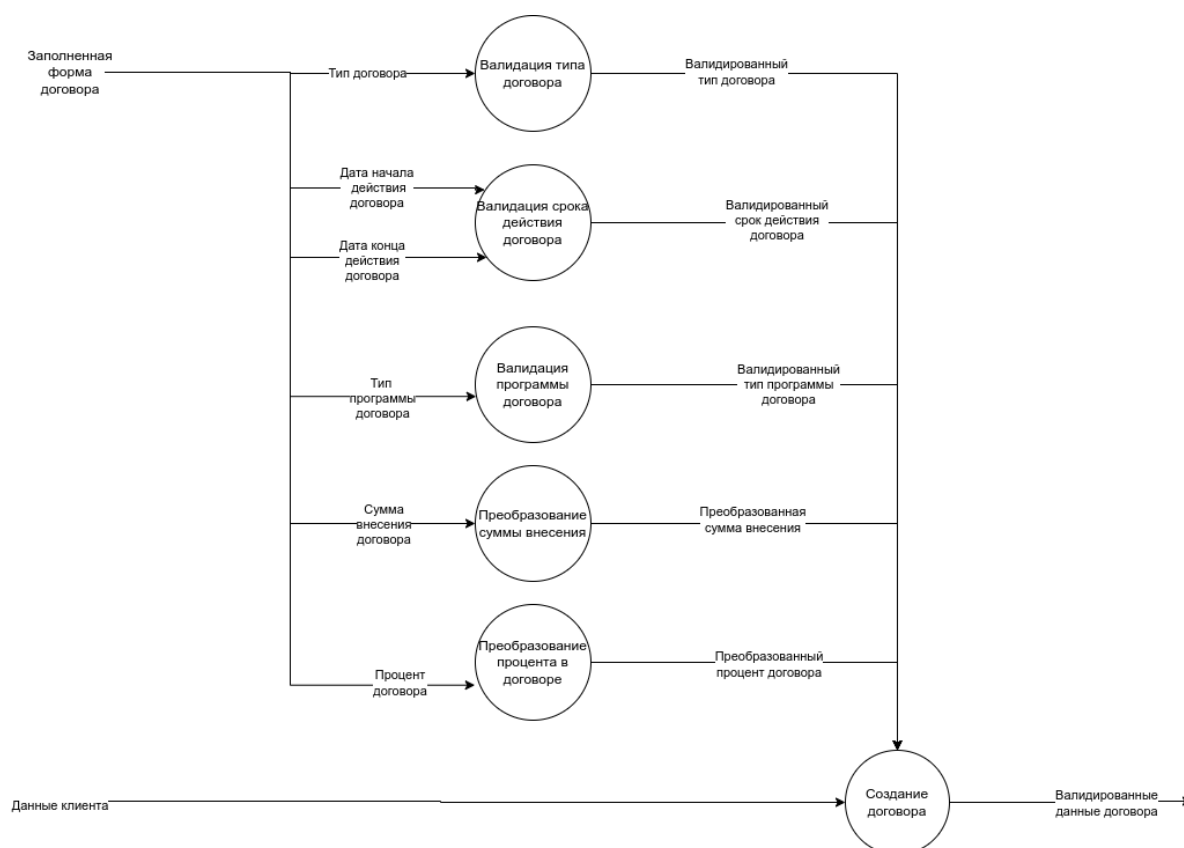 Заполненная
форма
договора
Тип договора
Валидация типа
договора
Валидированный
тип договора
Дата начала
действия
договора
Дата конца
действия
договора
Валидация срока
действия
договора
Валидированный
срок действия
договора
Тип
программы
договора
Валидация
программы
договора
Валидированный
тип программы
договора
Сумма
внесения
договора
Преобразование
суммы внесения
Преобразованная
сумма внесения
Процент
договора
Преобразование
процента в
договоре
Преобразованный
процент договора
Данные клиента
Создание
договора
Валидированные
данные договора